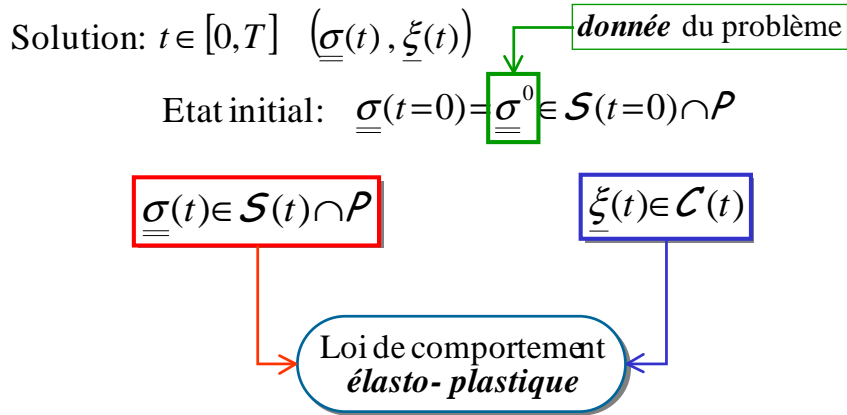 Solution: t ∈ [0,T] (σ(t), ξ(t))
donnée du problème
Etat initial: σ(t=0)=σ⁰ ∈ S(t=0)∩P
σ(t)∈ S(t)∩P
ξ(t)∈ C(t)
Loi de comportement
élasto- plastique